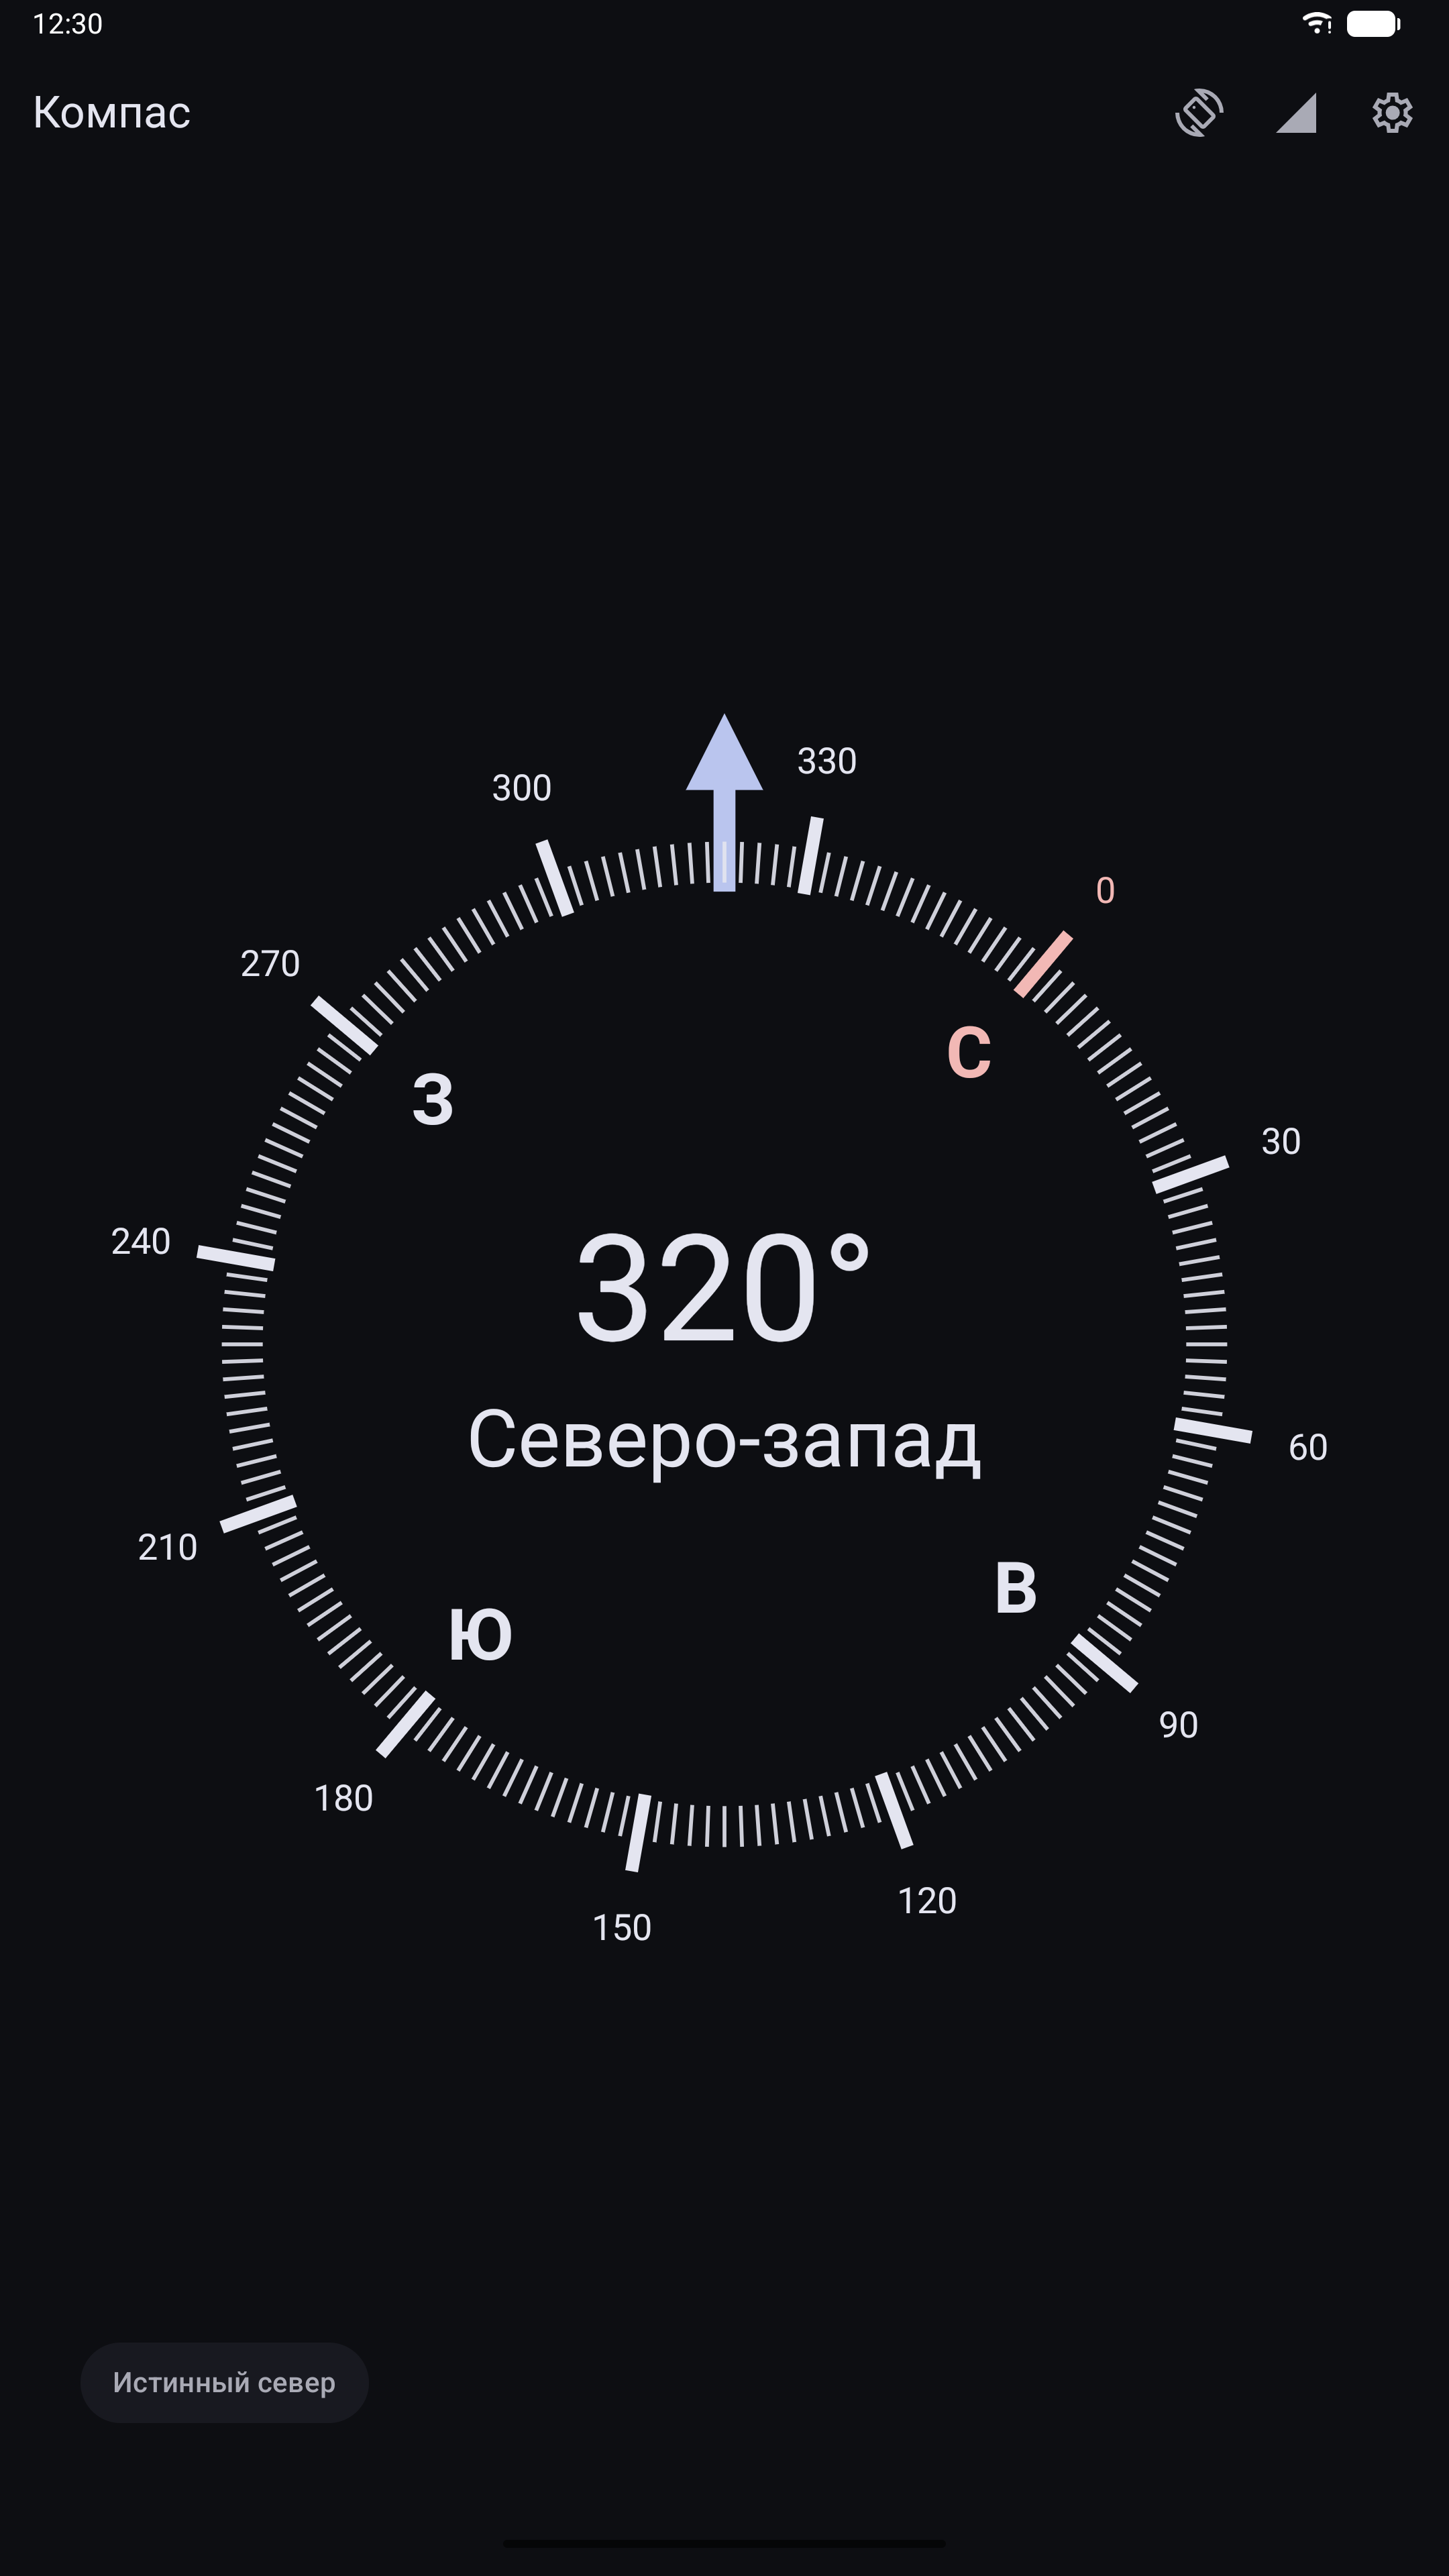 12:30
Компас
330
300
0
270
С
З
30
240
320°
Северо-запад
60
210
В
Ю
90
180
120
150
Истинный север